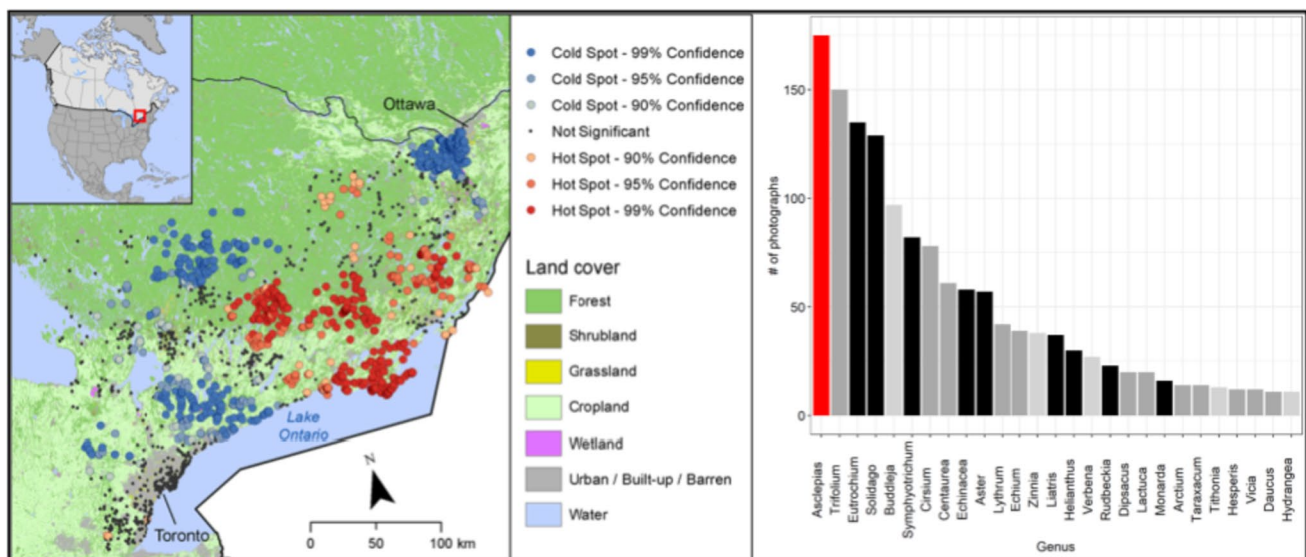 Ottawa
Lake
Ontario
Toronto
N
0 50 100 km
Cold Spot - 99% Confidence
Cold Spot - 95% Confidence
Cold Spot - 90% Confidence
Not Significant
Hot Spot - 90% Confidence
Hot Spot - 95% Confidence
Hot Spot - 99% Confidence
Land cover
Forest
Shrubland
Grassland
Cropland
Wetland
Urban / Built-up / Barren
Water
# of photographs
150
100
50
0
Asclepias
Trifolium
Eutrochium
Solidago
Buddleja
Symphyotrichum
Cirsium
Centaurea
Echinacea
Aster
Lythrum
Echium
Zinnia
Liatris
Helianthus
Verbena
Rudbeckia
Dipsacus
Lactuca
Monarda
Arctium
Taraxacum
Tithonia
Hesperis
Vicia
Daucus
Hydrangea
Genus